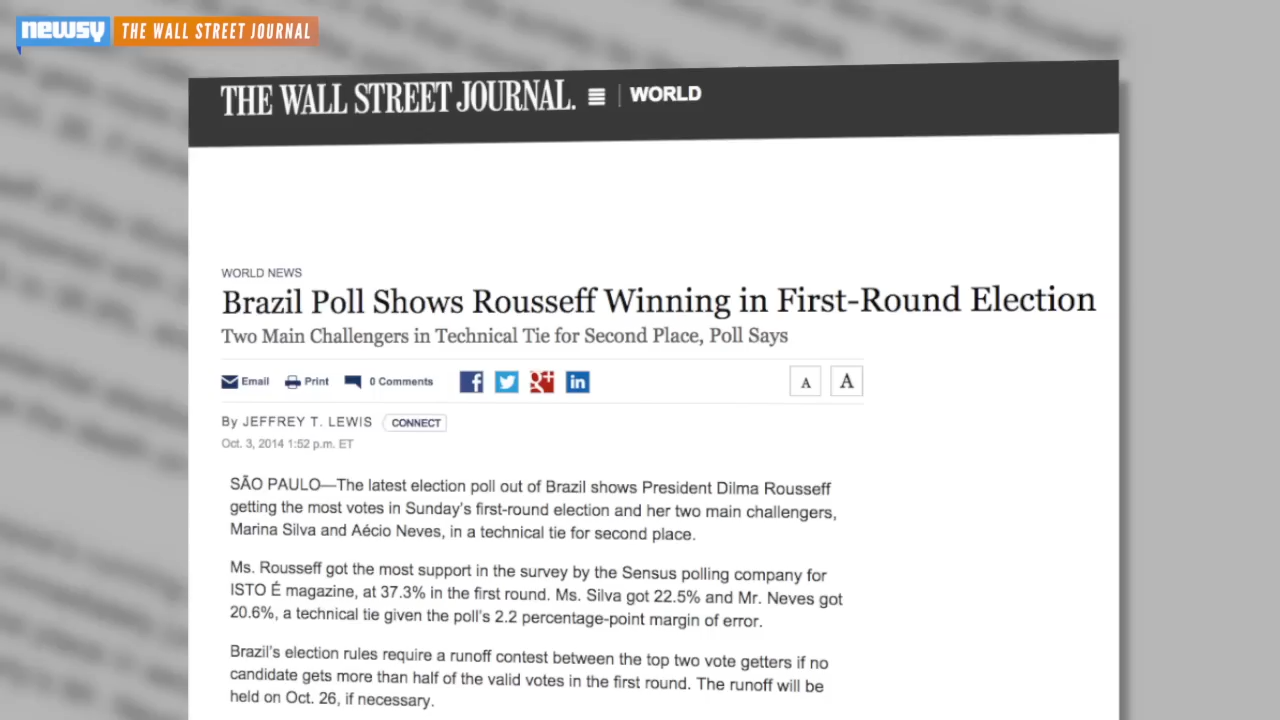 newsy THE WALL STREET JOURNAL
THE WALL STREET JOURNAL. WORLD
WORLD NEWS
Brazil Poll Shows Rousseff Winning in First-Round Election
Two Main Challengers in Technical Tie for Second Place, Poll Says
Email Print 0 Comments f g+ in A A
By JEFFREY T. LEWIS CONNECT
Oct. 3, 2014 1:52 p.m. ET
SÃO PAULO—The latest election poll out of Brazil shows President Dilma Rousseff
getting the most votes in Sunday's first-round election and her two main challengers,
Marina Silva and Aécio Neves, in a technical tie for second place.
Ms. Rousseff got the most support in the survey by the Sensus polling company for
ISTO É magazine, at 37.3% in the first round. Ms. Silva got 22.5% and Mr. Neves got
20.6%, a technical tie given the poll's 2.2 percentage-point margin of error.
Brazil's election rules require a runoff contest between the top two vote getters if no
candidate gets more than half of the valid votes in the first round. The runoff will be
held on Oct. 26, if necessary.